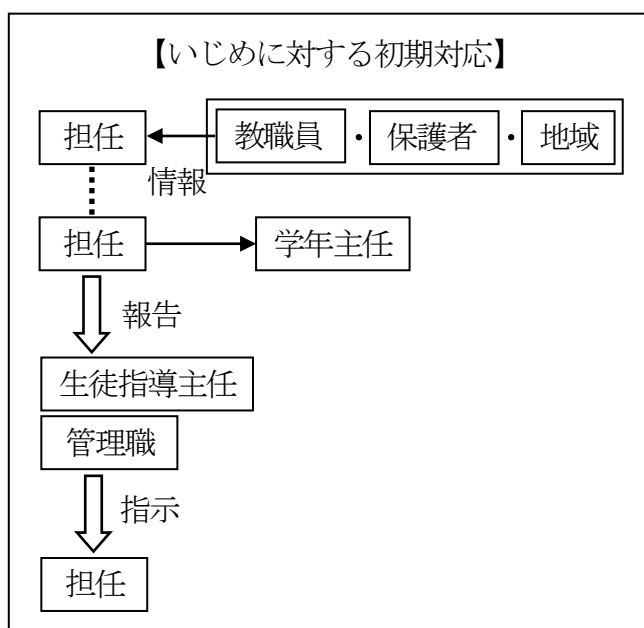 【いじめに対する初期対応】
担任 教職員・保護者・地域
情報
担任 学年主任
報告
生徒指導主任
管理職
指示
担任